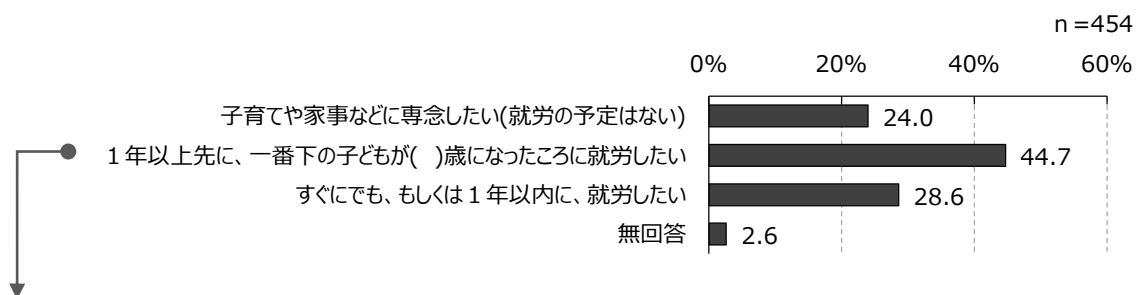 n＝454
0% 20% 40% 60%
子育てや家事などに専念したい(就労の予定はない) 24.0
１年以上先に、一番下の子どもが(　)歳になったころに就労したい 44.7
すぐにでも、もしくは１年以内に、就労したい 28.6
無回答 2.6